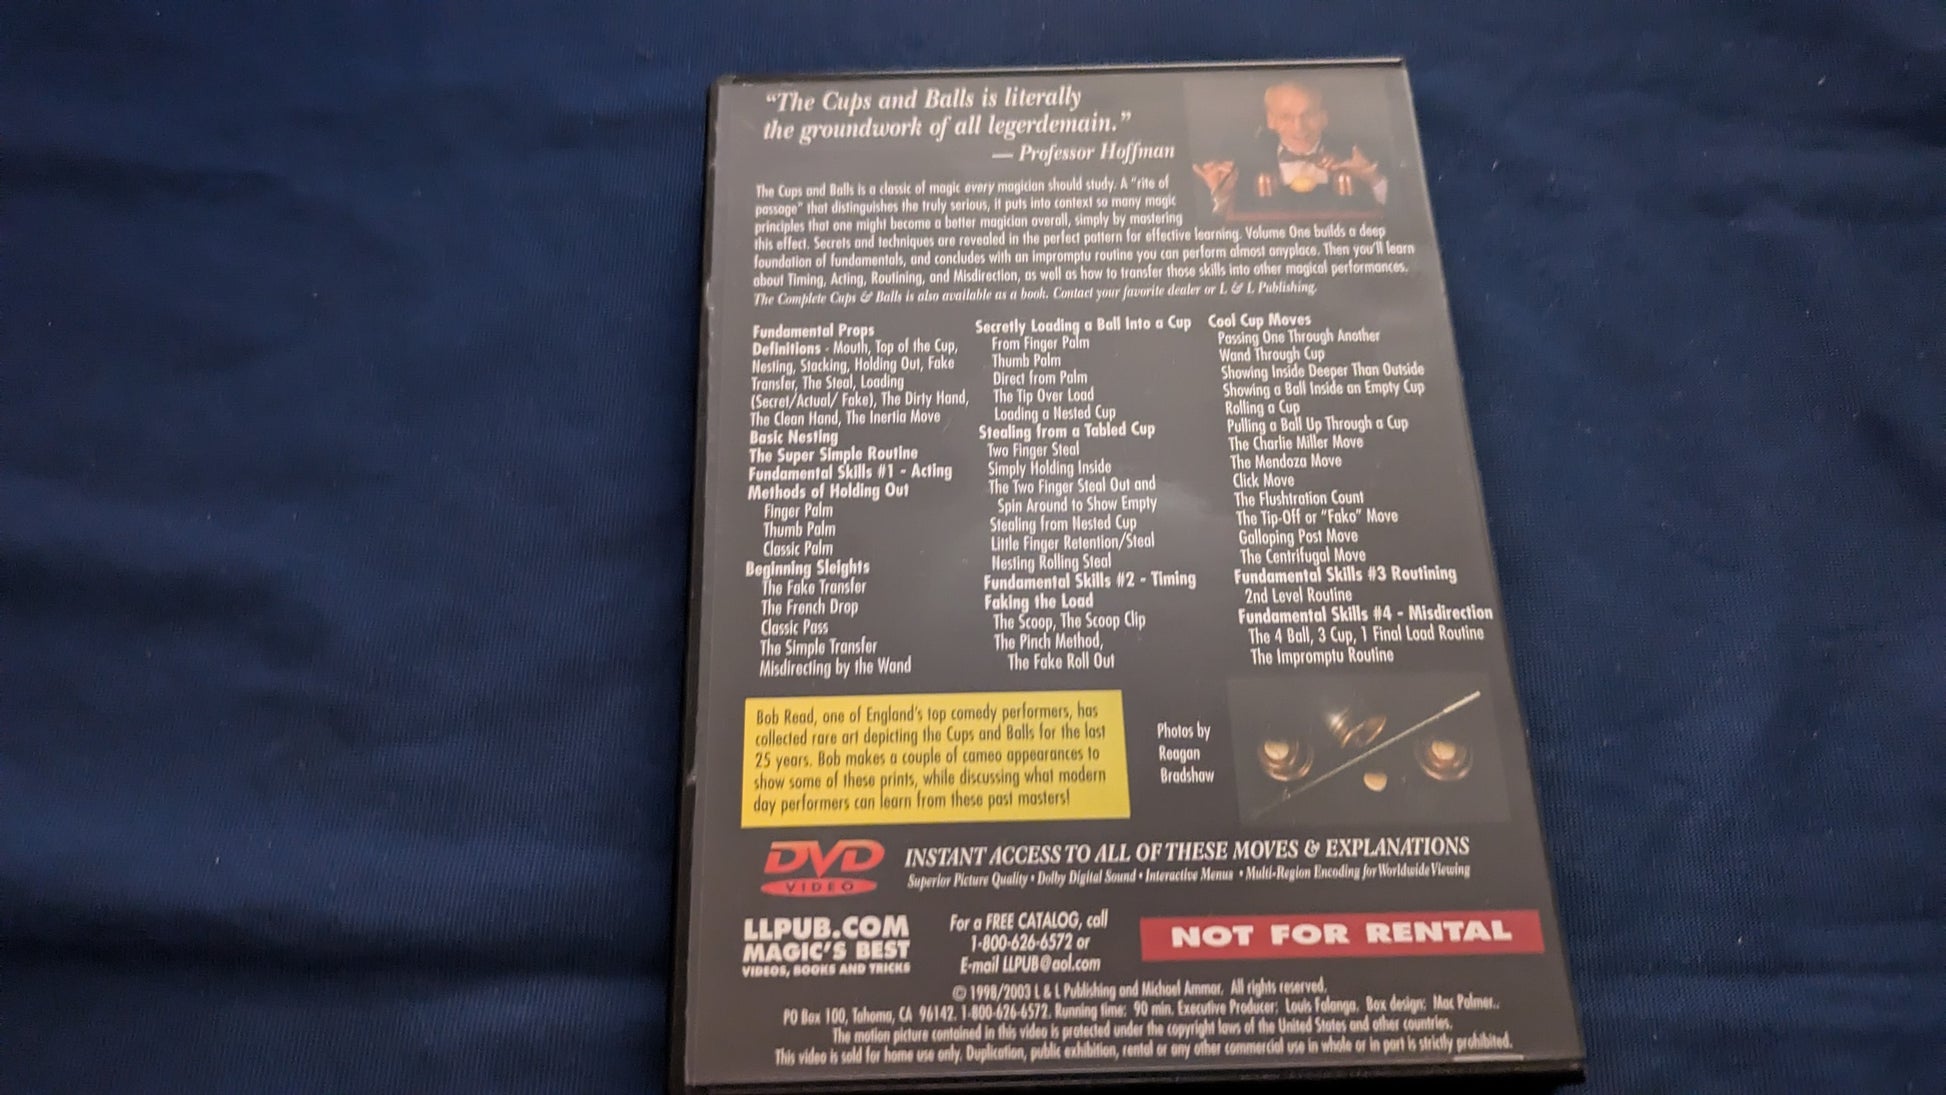 “The Cups and Balls is literally
the groundwork of all legerdemain.”
— Professor Hoffman
The Cups and Balls is a classic of magic every magician should study. A “rite of
passage” that distinguishes the truly serious, it puts into context so many magic
principles that one might become a better magician overall, simply by mastering
this effect. Secrets and techniques are revealed in the perfect pattern for effective learning. Volume One builds a deep
foundation of fundamentals, and concludes with an impromptu routine you can perform almost anyplace. Then you’ll learn
about Timing, Acting, Routining, and Misdirection, as well as how to transfer those skills into other magical performances.
The Complete Cups & Balls is also available as a book. Contact your favorite dealer or L & L Publishing.
Fundamental Props
Definitions - Mouth, Top of the Cup,
Nesting, Stacking, Holding Out, Fake
Transfer, The Steal, Loading
(Secret/Actual/ Fake), The Dirty Hand,
The Clean Hand, The Inertia Move
Basic Nesting
The Super Simple Routine
Fundamental Skills #1 - Acting
Methods of Holding Out
Finger Palm
Thumb Palm
Classic Palm
Beginning Sleights
The Fake Transfer
The French Drop
Classic Pass
The Simple Transfer
Misdirecting by the Wand
Secretly Loading a Ball Into a Cup
From Finger Palm
Thumb Palm
Direct from Palm
The Tip Over Load
Loading a Nested Cup
Stealing from a Tabled Cup
Two Finger Steal
Simply Holding Inside
The Two Finger Steal Out and
Spin Around to Show Empty
Stealing from Nested Cup
Little Finger Retention/Steal
Nesting Rolling Steal
Fundamental Skills #2 - Timing
Faking the Load
The Scoop, The Scoop Clip
The Pinch Method,
The Fake Roll Out
Cool Cup Moves
Passing One Through Another
Wand Through Cup
Showing Inside Deeper Than Outside
Showing a Ball Inside an Empty Cup
Rolling a Cup
Pulling a Ball Up Through a Cup
The Charlie Miller Move
The Mendoza Move
Click Move
The Flushtration Count
The Tip-Off or “Fako” Move
Galloping Post Move
The Centrifugal Move
Fundamental Skills #3 Routining
2nd Level Routine
Fundamental Skills #4 - Misdirection
The 4 Ball, 3 Cup, 1 Final Load Routine
The Impromptu Routine
Bob Read, one of England’s top comedy performers, has
collected rare art depicting the Cups and Balls for the last
25 years. Bob makes a couple of cameo appearances to
show some of these prints, while discussing what modern
day performers can learn from these past masters!
Photos by
Reagan
Bradshaw
DVD
VIDEO
INSTANT ACCESS TO ALL OF THESE MOVES & EXPLANATIONS
Superior Picture Quality • Dolby Digital Sound • Interactive Menus • Multi-Region Encoding for Worldwide Viewing
LLPUB.COM
MAGIC’S BEST
VIDEOS, BOOKS AND TRICKS
For a FREE CATALOG, call
1-800-626-6572 or
E-mail LLPUB@aol.com
NOT FOR RENTAL
© 1998/2003 L & L Publishing and Michael Ammar. All rights reserved.
PO Box 100, Tahoma, CA 96142. 1-800-626-6572. Running time: 90 min. Executive Producer: Louis Falanga. Box design: Mac Palmer..
The motion picture contained in this video is protected under the copyright laws of the United States and other countries.
This video is sold for home use only. Duplication, public exhibition, rental or any other commercial use in whole or in part is strictly prohibited.